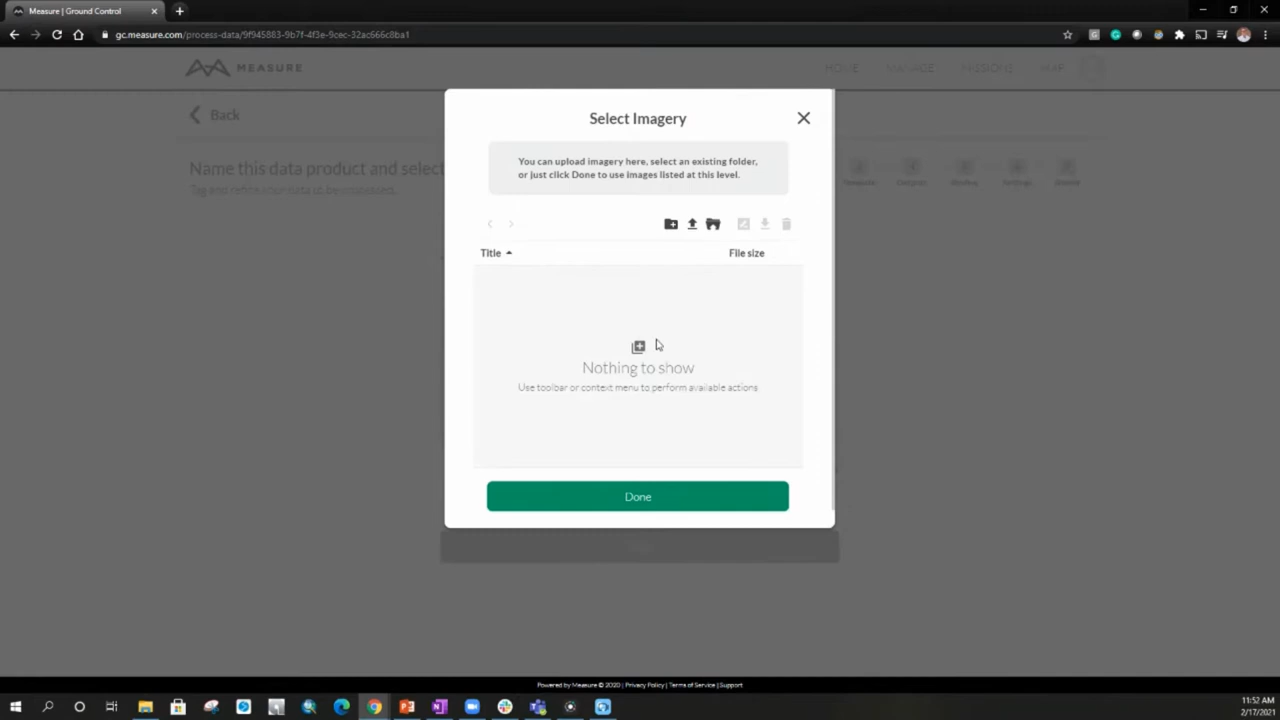 Measure | Ground Control
gc.measure.com/process-data/9f945883-9b7f-4f3e-9cec-32ac666c8ba1
MEASURE
HOME MANAGE MISSIONS MAP
Back
Name this data product and select
Tag and refine your data to be processed.
Select Imagery
You can upload imagery here, select an existing folder,
or just click Done to use images listed at this level.
Title File size
Nothing to show
Use toolbar or context menu to perform available actions
Done
Powered by Measure © 2020 | Privacy Policy | Terms of Service | Support
11:52 AM
2/17/2021